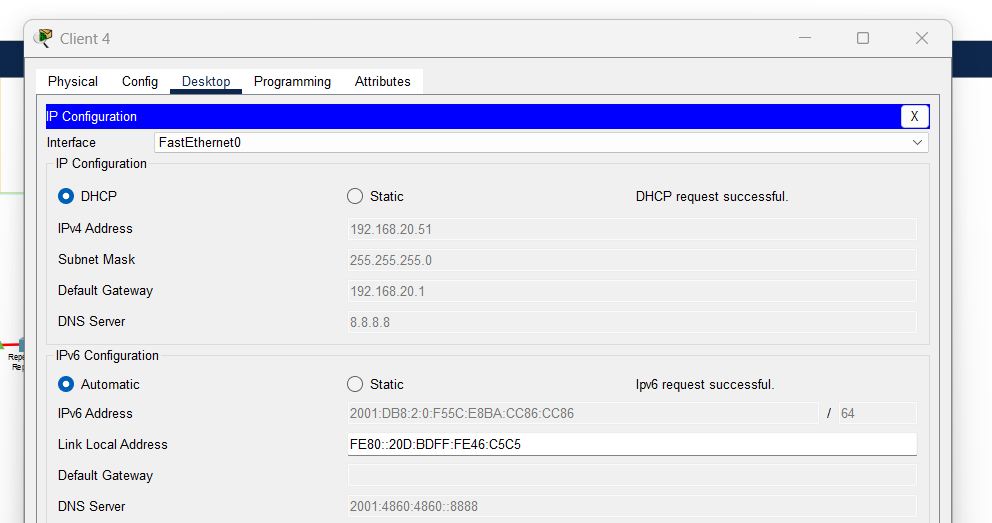 Client 4
Physical Config Desktop Programming Attributes
IP Configuration X
Interface FastEthernet0
IP Configuration
DHCP Static DHCP request successful.
IPv4 Address 192.168.20.51
Subnet Mask 255.255.255.0
Default Gateway 192.168.20.1
DNS Server 8.8.8.8
IPv6 Configuration
Automatic Static Ipv6 request successful.
IPv6 Address 2001:DB8:2:0:F55C:E8BA:CC86:CC86 / 64
Link Local Address FE80::20D:BDFF:FE46:C5C5
Default Gateway
DNS Server 2001:4860:4860::8888